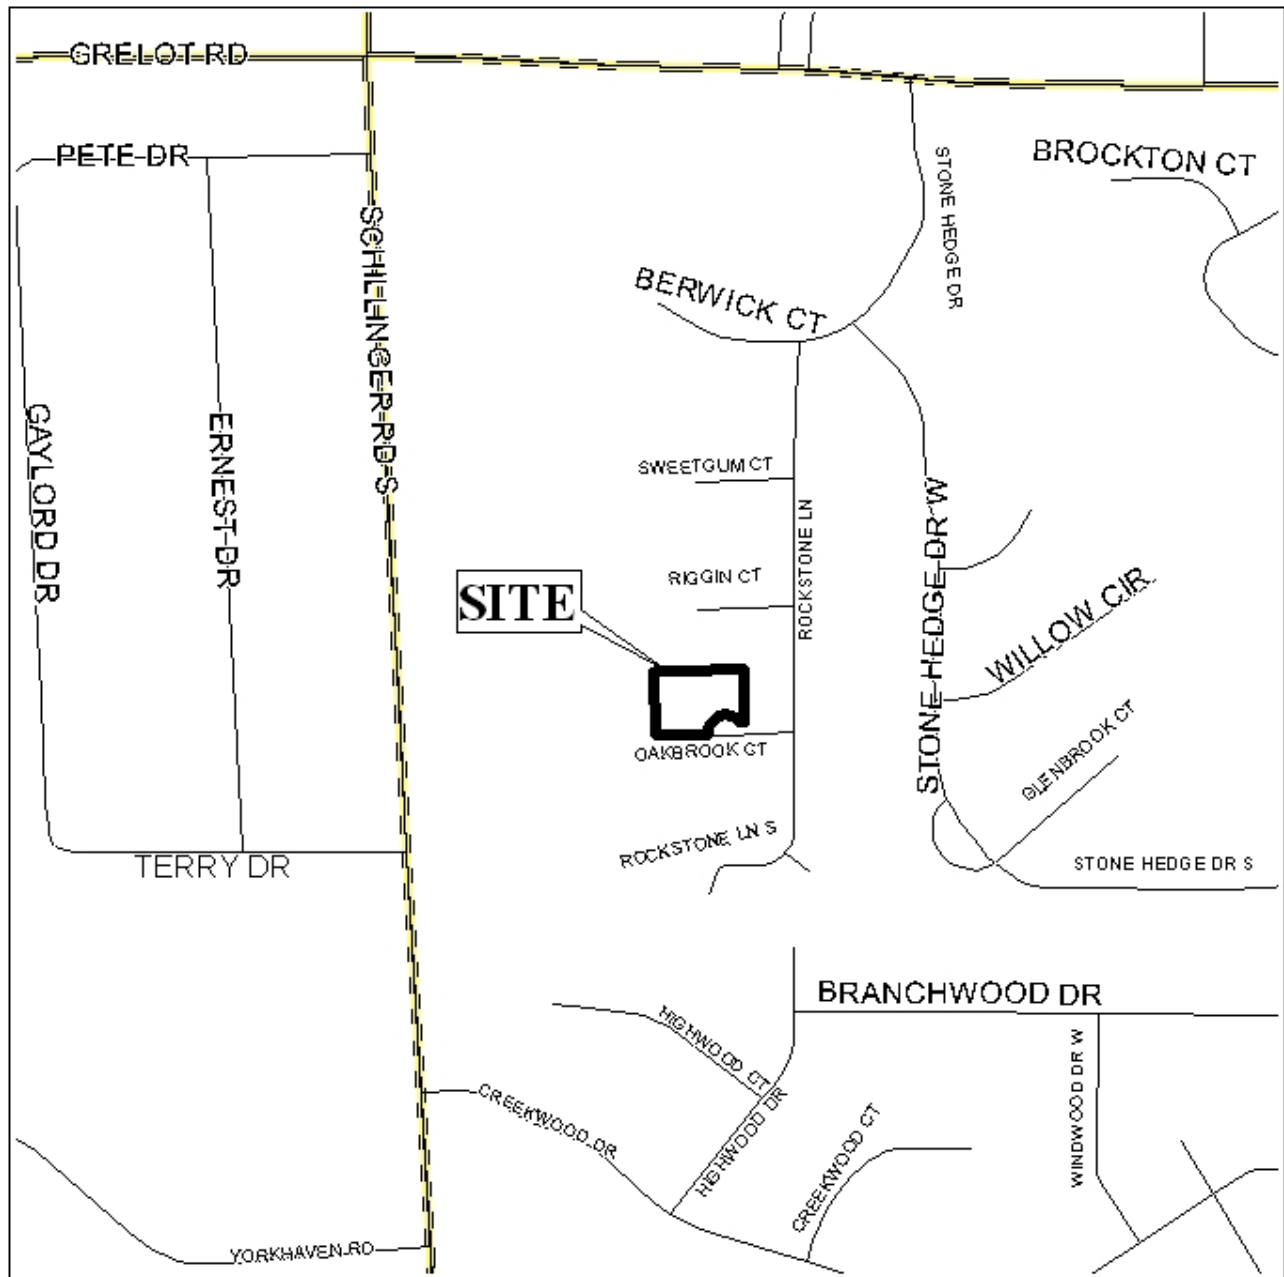 GRELOT RD
PETE DR
BROCKTON CT
STONE HEDGE DR
SCHILLINGER RD S
BERWICK CT
GAYLORD DR
ERNEST DR
SWEETGUM CT
ROCKSTONE LN
STONE HEDGE DR W
RIGGIN CT
SITE
WILLOW CIR
OAKBROOK CT
GLENBROOK CT
ROCKSTONE LN S
TERRY DR
STONE HEDGE DR S
BRANCHWOOD DR
HIGHWOOD CT
HIGHWOOD DR
WINDWOOD DR W
CREEKWOOD DR
CREEKWOOD CT
YORKHAVEN RD